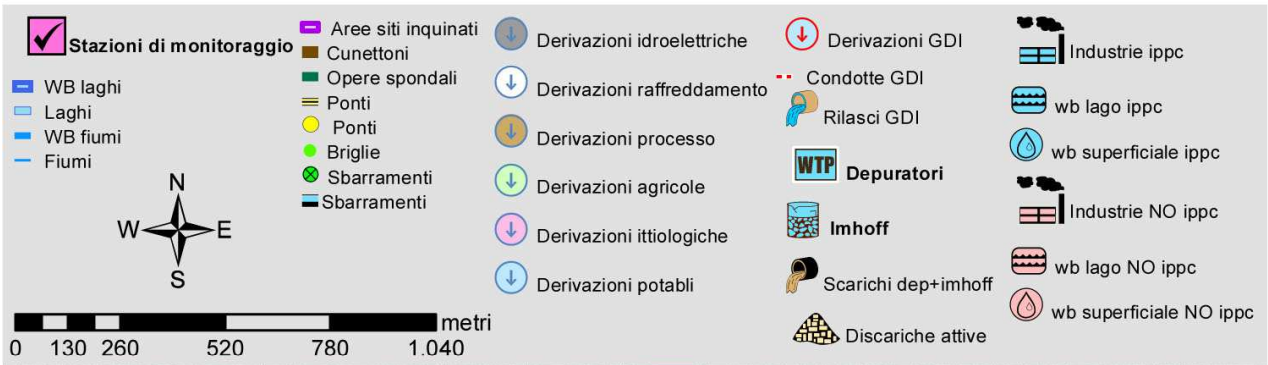 Stazioni di monitoraggio
WB laghi
Laghi
WB fiumi
Fiumi
N
W
E
S
metri
0 130 260 520 780 1.040
Aree siti inquinati
Cunettoni
Opere spondali
Ponti
Ponti
Briglie
Sbarramenti
Sbarramenti
Derivazioni idroelettriche
Derivazioni raffreddamento
Derivazioni processo
Derivazioni agricole
Derivazioni ittiologiche
Derivazioni potabili
Derivazioni GDI
Condotte GDI
Rilasci GDI
WTP Depuratori
Imhoff
Scarichi dep+imhoff
Discariche attive
Industrie ippc
wb lago ippc
wb superficiale ippc
Industrie NO ippc
wb lago NO ippc
wb superficiale NO ippc